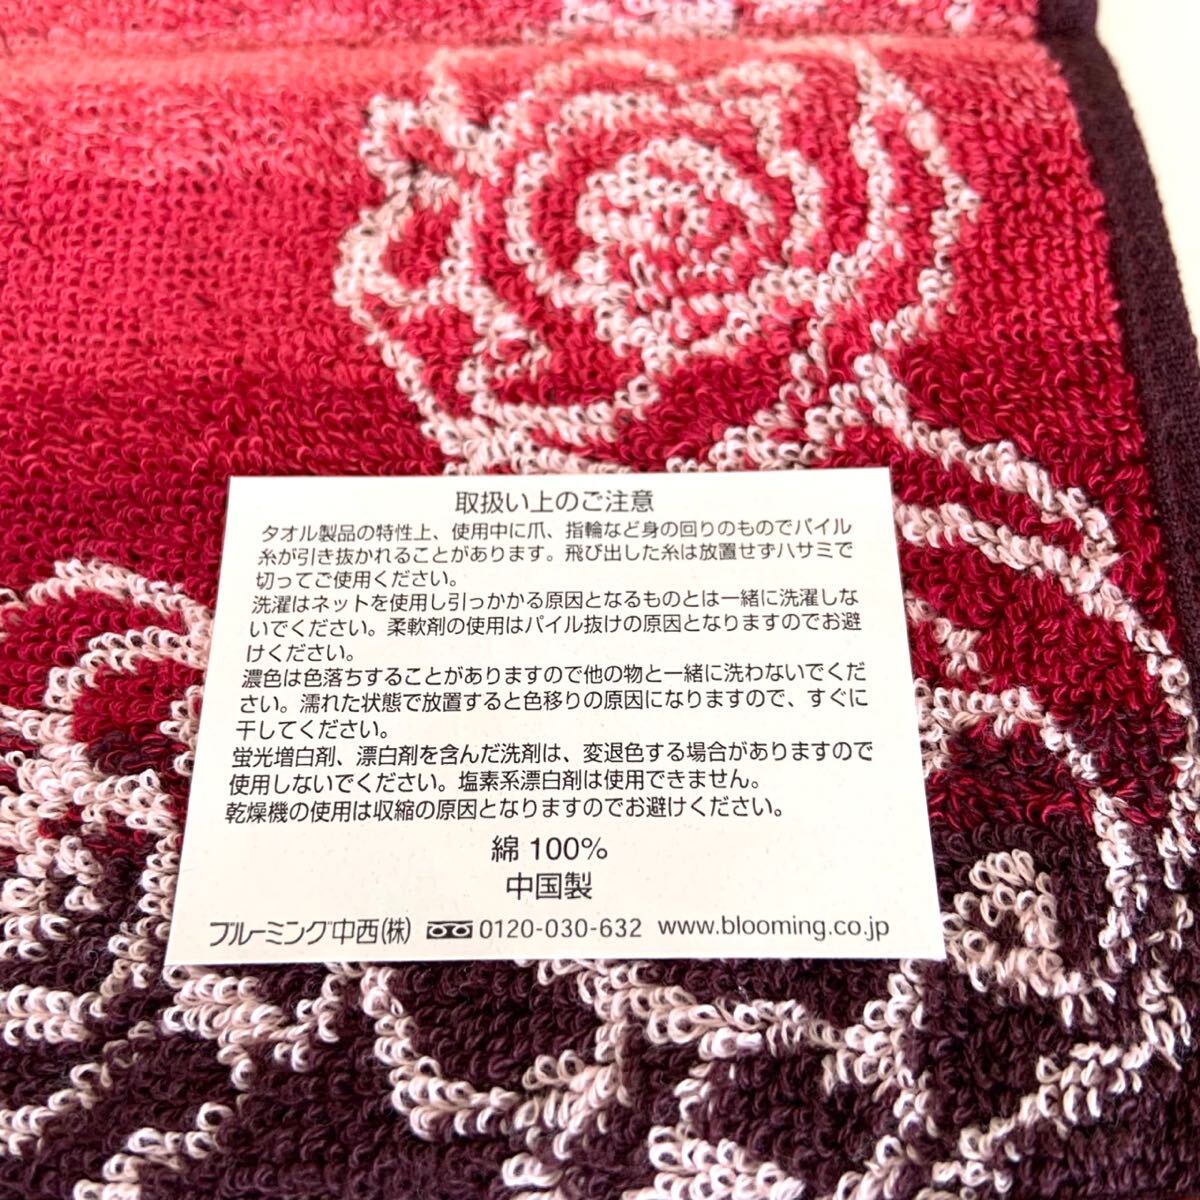 取扱い上のご注意
タオル製品の特性上、使用中に爪、指輪など身の回りのものでパイル
糸が引き抜かれることがあります。飛び出した糸は放置せずハサミで
切ってご使用ください。
洗濯はネットを使用し引っかかる原因となるものとは一緒に洗濯しな
いでください。柔軟剤の使用はパイル抜けの原因となりますのでお避
けください。
濃色は色落ちすることがありますので他の物と一緒に洗わないでくだ
さい。濡れた状態で放置すると色移りの原因になりますので、すぐに
干してください。
蛍光増白剤、漂白剤を含んだ洗剤は、変退色する場合がありますので
使用しないでください。塩素系漂白剤は使用できません。
乾燥機の使用は収縮の原因となりますのでお避けください。
綿 100%
中国製
ブルーミング中西(株) 0120-030-632 www.blooming.co.jp